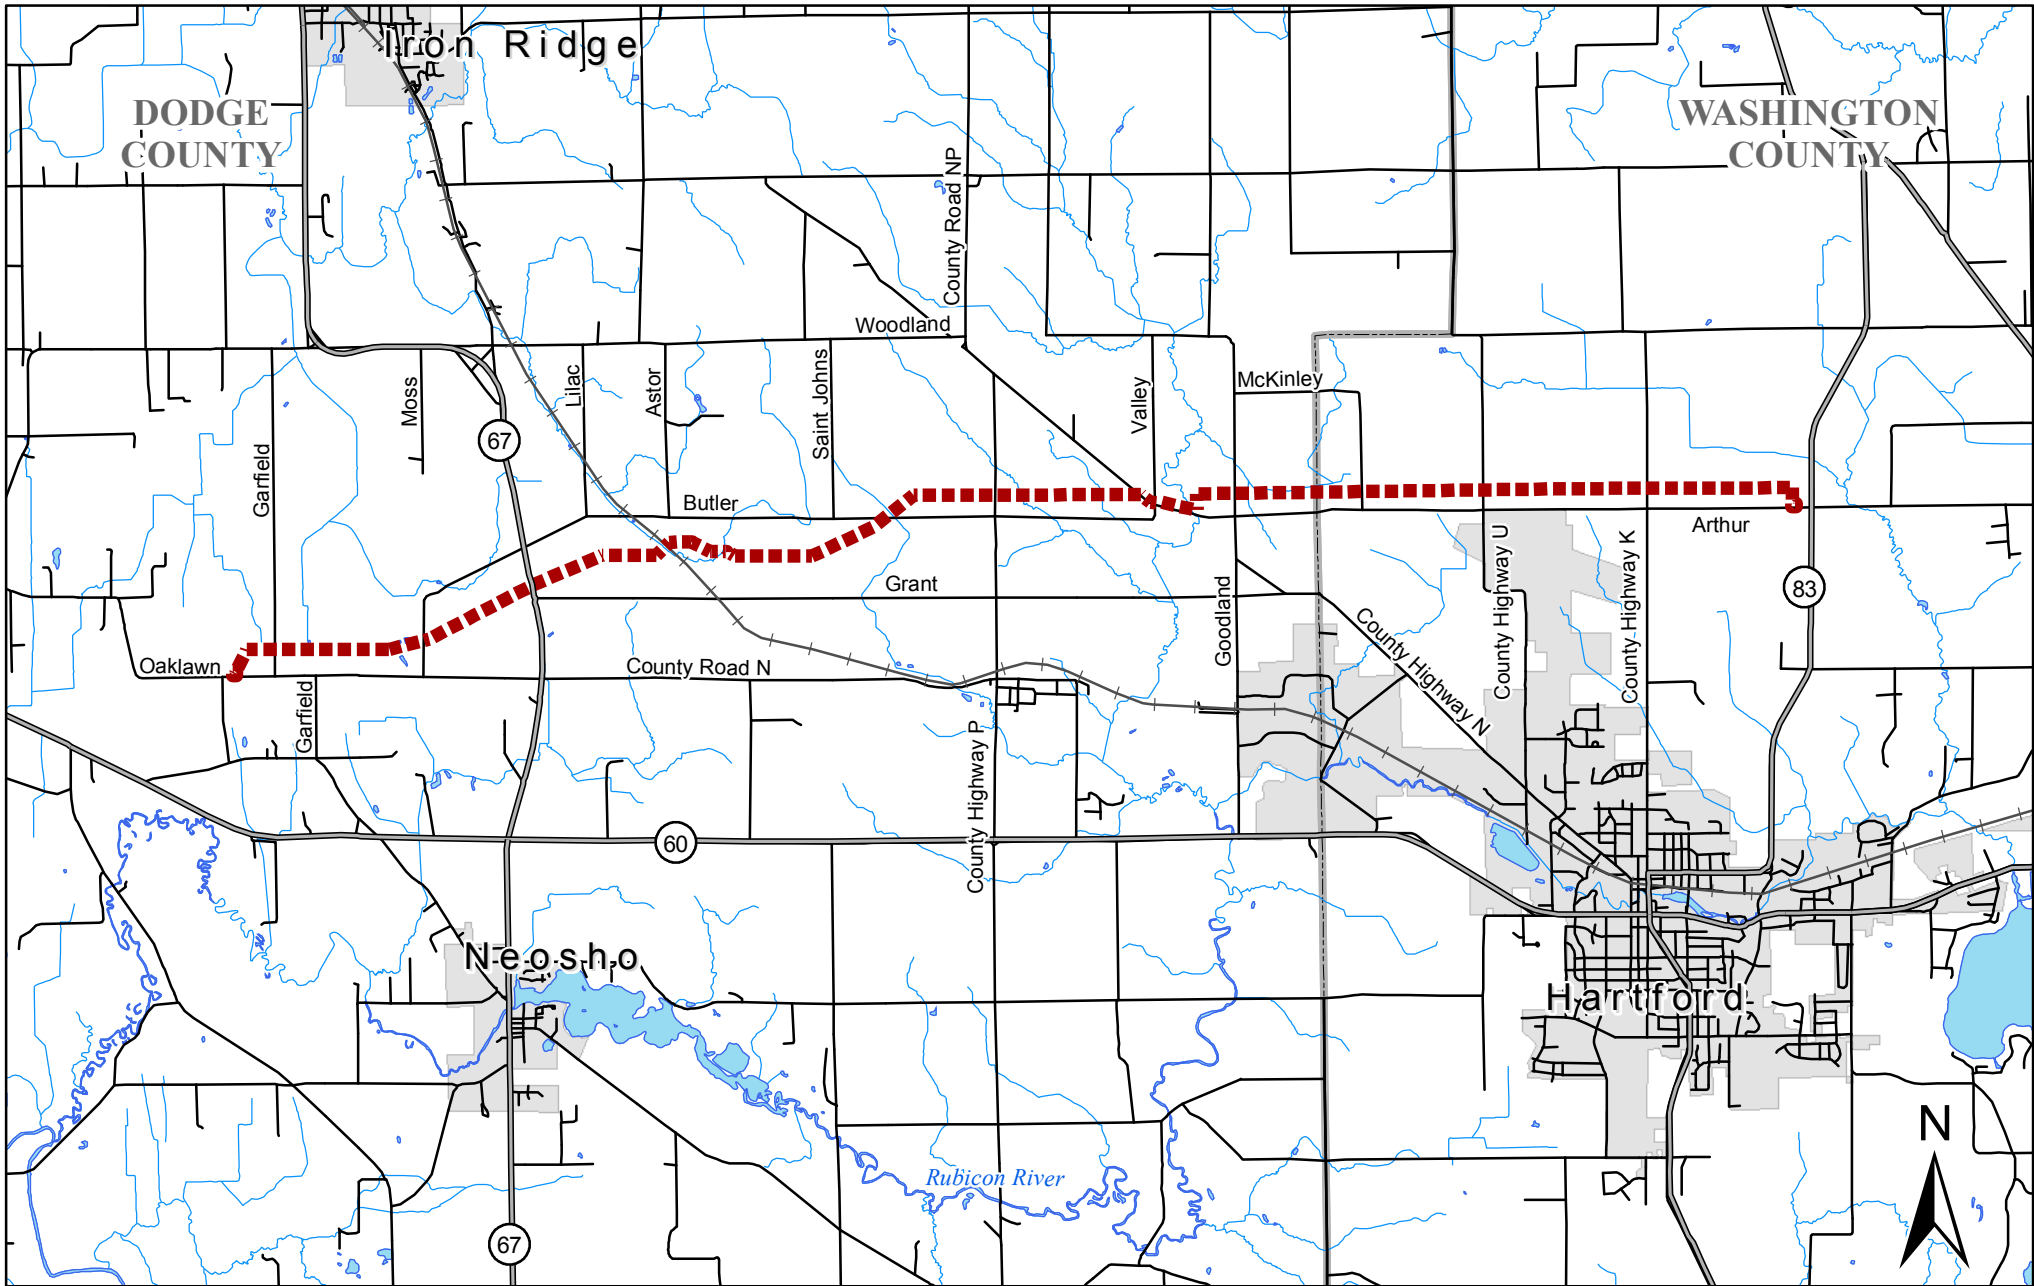 Iron Ridge
DODGE
COUNTY
WASHINGTON
COUNTY
County Road NP
Woodland
McKinley
Moss
Lilac
Astor
Saint Johns
Valley
67
Garfield
Butler
Arthur
County Highway U
County Highway K
Grant
83
Goodland
County Highway N
Oaklawn
County Road N
Garfield
County Highway P
60
Neosho
Hartford
N
Rubicon River
67